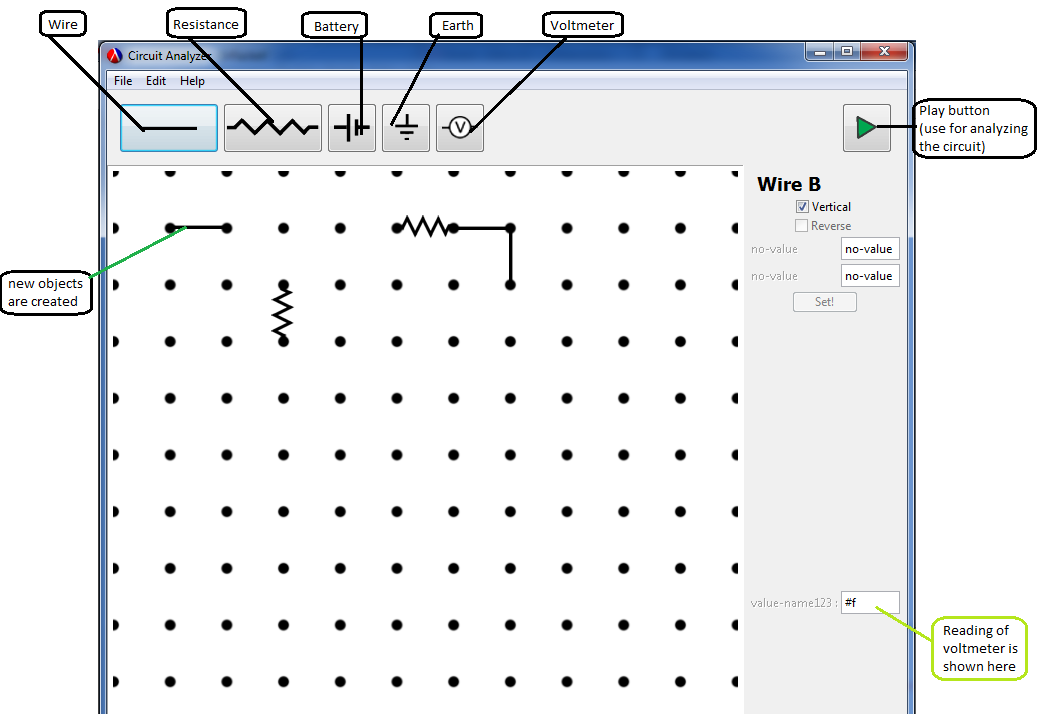 Wire
Resistance
Battery
Earth
Voltmeter
Circuit Analyzer
File Edit Help
V
Play button
(use for analyzing
the circuit)
Wire B
Vertical
Reverse
no-value no-value
no-value no-value
Set!
new objects
are created
value-name123 : #f
Reading of
voltmeter is
shown here